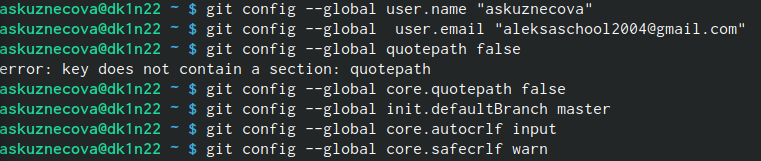 askuznecova@dk1n22 ~ $ git config --global user.name "askuznecova"
askuznecova@dk1n22 ~ $ git config --global  user.email "aleksaschool2004@gmail.com"
askuznecova@dk1n22 ~ $ git config --global quotepath false
error: key does not contain a section: quotepath
askuznecova@dk1n22 ~ $ git config --global core.quotepath false
askuznecova@dk1n22 ~ $ git config --global init.defaultBranch master
askuznecova@dk1n22 ~ $ git config --global core.autocrlf input
askuznecova@dk1n22 ~ $ git config --global core.safecrlf warn